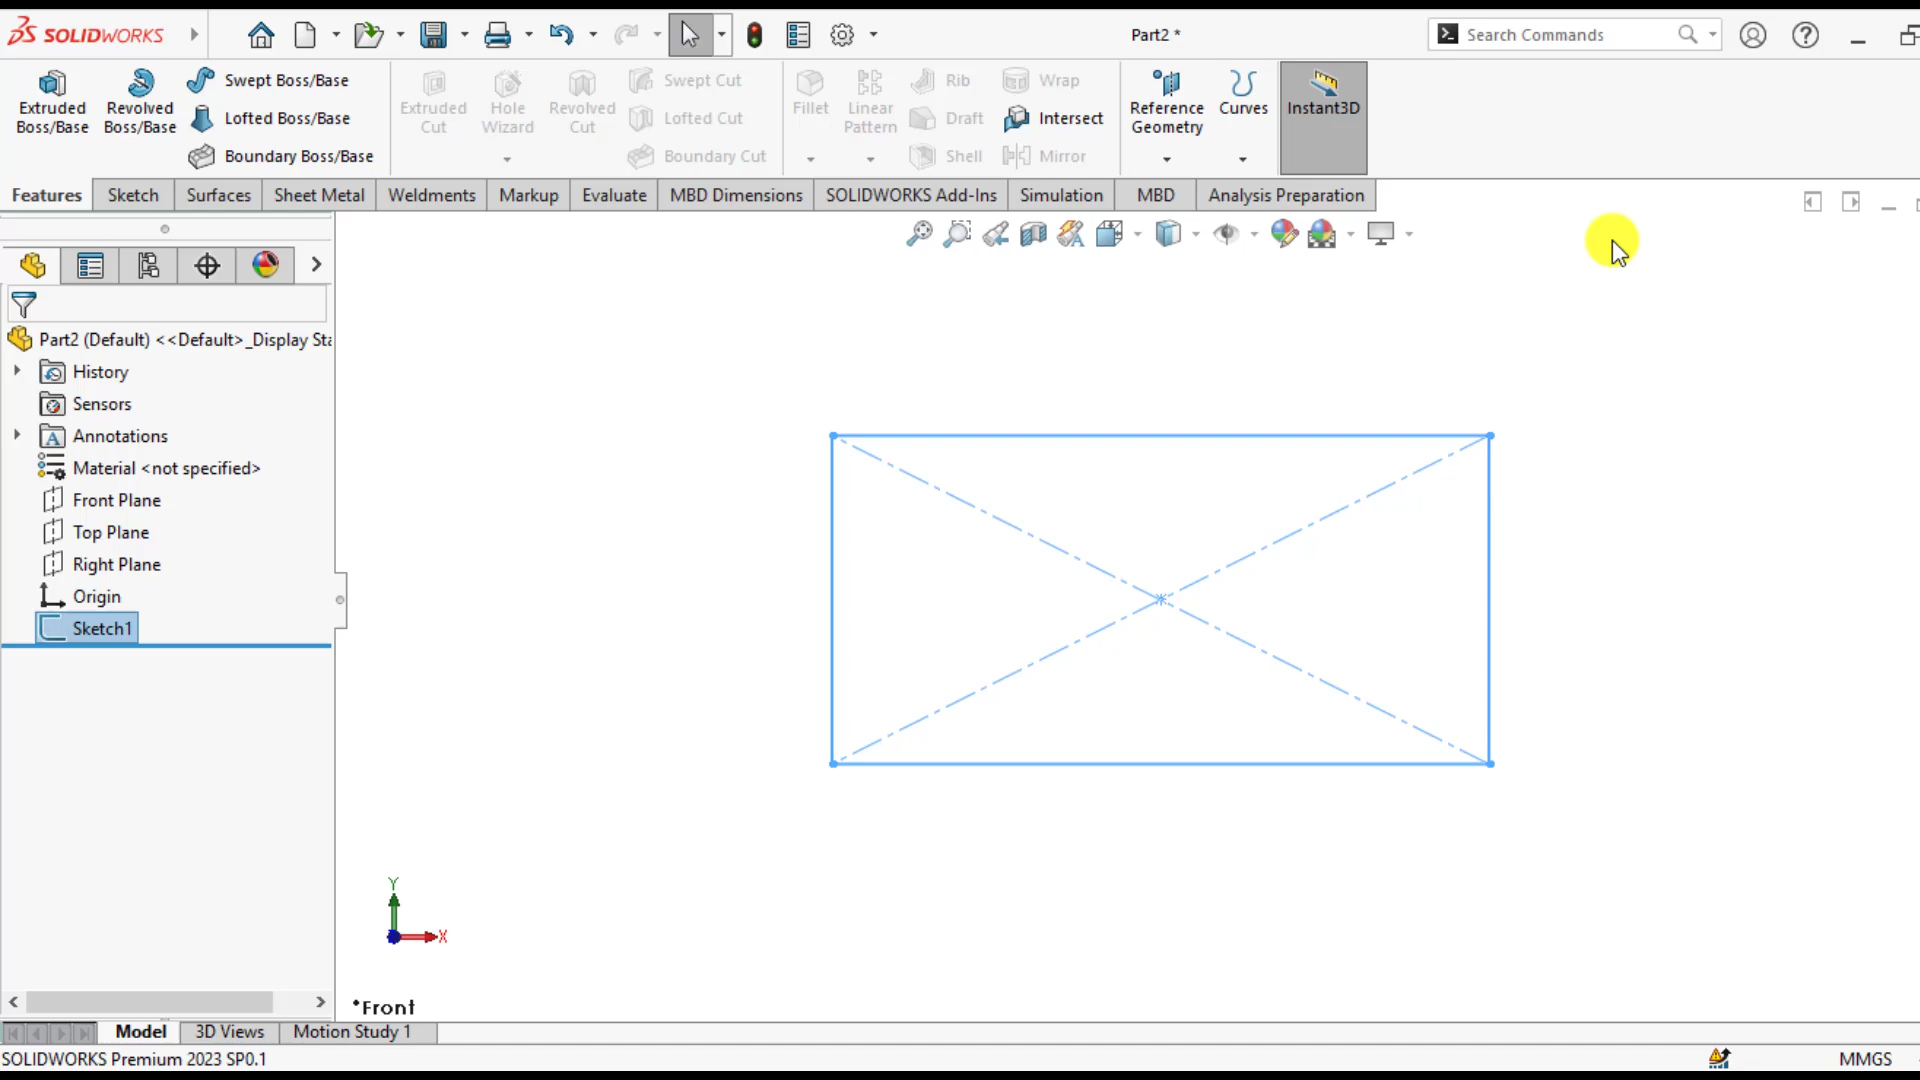 SOLIDWORKS
Part2 *
Search Commands
Extruded
Boss/Base
Revolved
Boss/Base
Swept Boss/Base
Lofted Boss/Base
Boundary Boss/Base
Extruded
Cut
Hole
Wizard
Revolved
Cut
Swept Cut
Lofted Cut
Boundary Cut
Fillet
Linear
Pattern
Rib
Draft
Shell
Wrap
Intersect
Mirror
Reference
Geometry
Curves
Instant3D
Features
Sketch
Surfaces
Sheet Metal
Weldments
Markup
Evaluate
MBD Dimensions
SOLIDWORKS Add-Ins
Simulation
MBD
Analysis Preparation
Part2 (Default) <<Default>_Display Sta
History
Sensors
Annotations
Material <not specified>
Front Plane
Top Plane
Right Plane
Origin
Sketch1
Y
X
*Front
Model
3D Views
Motion Study 1
SOLIDWORKS Premium 2023 SP0.1
MMGS